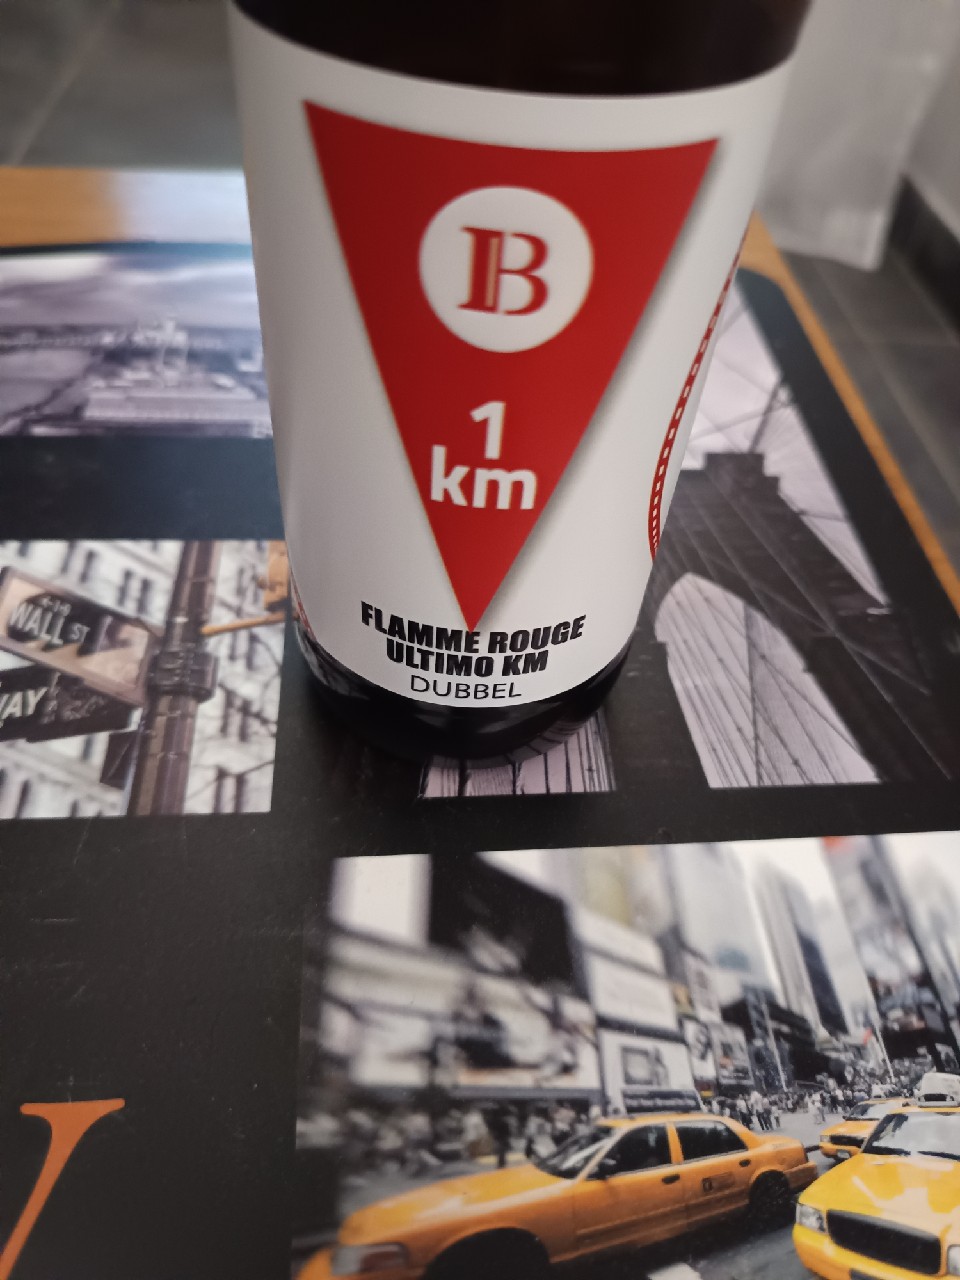 B
1
km
FLAMME ROUGE
ULTIMO KM
DUBBEL
WALL ST
WAY